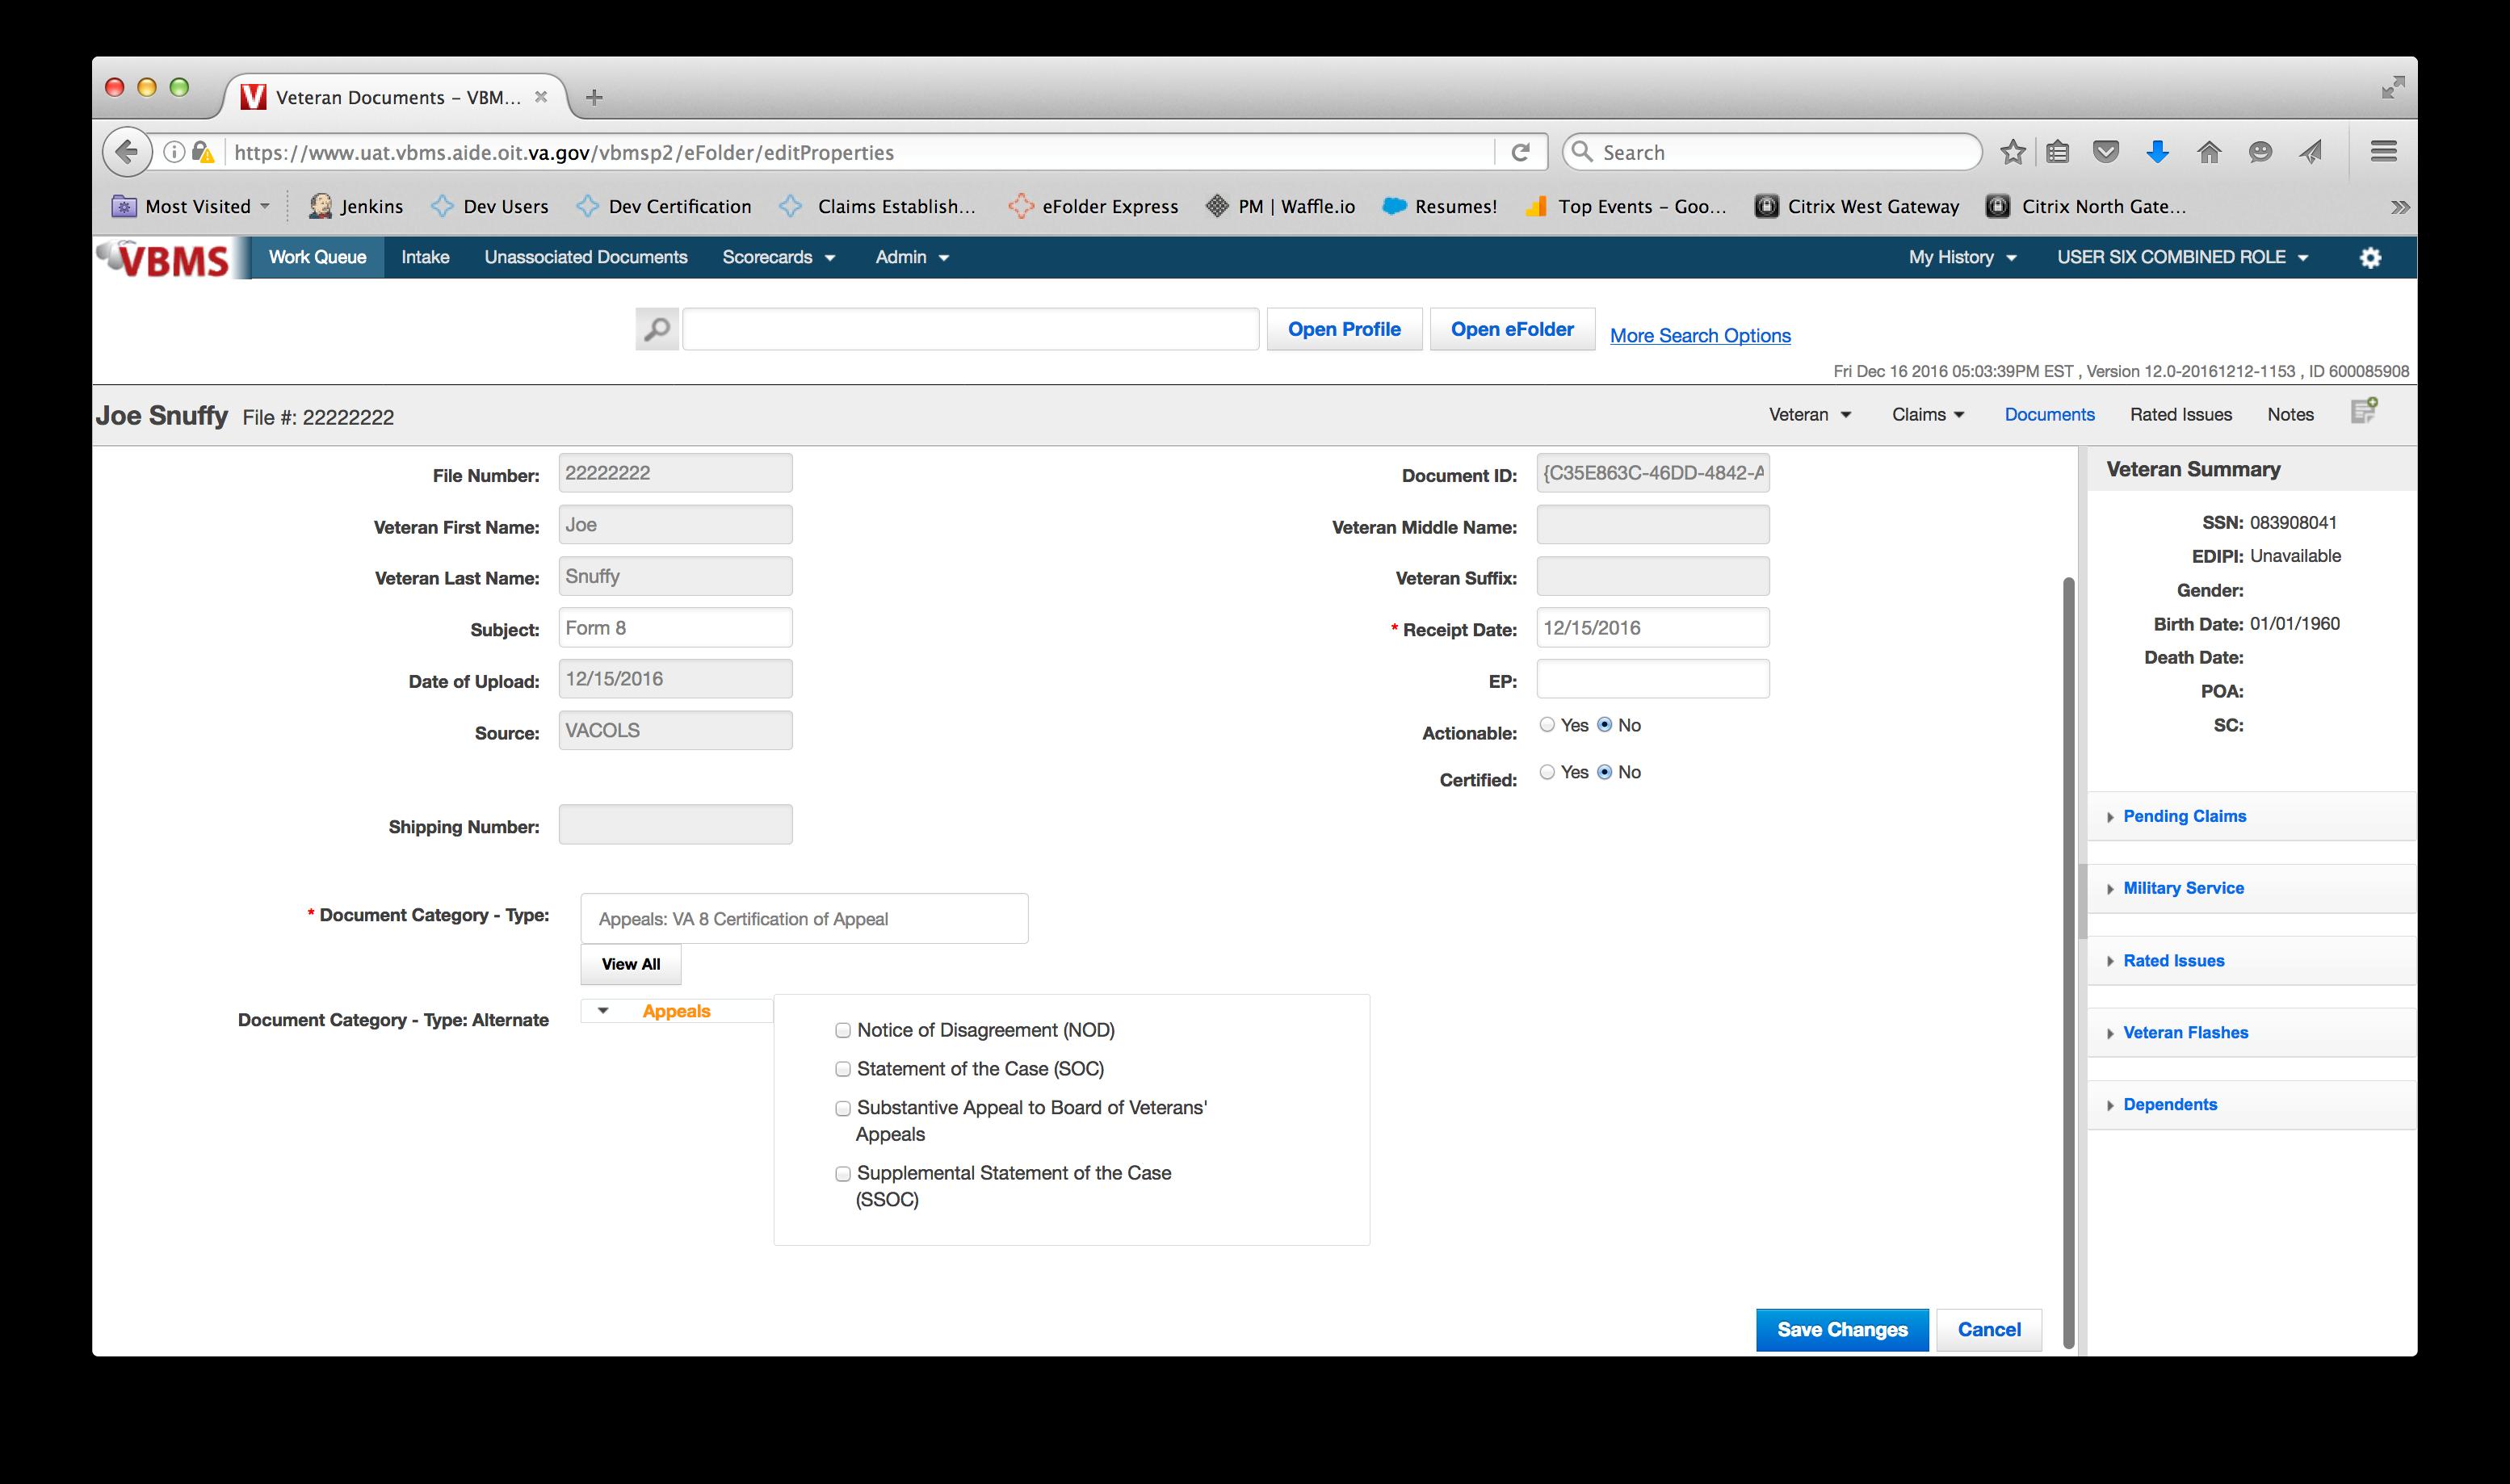 Veteran Documents – VBM...
https://www.uat.vbms.aide.oit.va.gov/vbmsp2/eFolder/editProperties
Search
Most Visited
Jenkins
Dev Users
Dev Certification
Claims Establish...
eFolder Express
PM | Waffle.io
Resumes!
Top Events – Goo...
Citrix West Gateway
Citrix North Gate...
VBMS
Work Queue
Intake
Unassociated Documents
Scorecards
Admin
My History
USER SIX COMBINED ROLE
Open Profile
Open eFolder
More Search Options
Fri Dec 16 2016 05:03:39PM EST , Version 12.0-20161212-1153 , ID 600085908
Joe Snuffy File #: 22222222
Veteran
Claims
Documents
Rated Issues
Notes
File Number: 22222222
Document ID: {C35E863C-46DD-4842-A
Veteran First Name: Joe
Veteran Middle Name:
Veteran Last Name: Snuffy
Veteran Suffix:
Subject: Form 8
* Receipt Date: 12/15/2016
Date of Upload: 12/15/2016
EP:
Source: VACOLS
Actionable: Yes No
Certified: Yes No
Shipping Number:
* Document Category - Type: Appeals: VA 8 Certification of Appeal
View All
Document Category - Type: Alternate
Appeals
Notice of Disagreement (NOD)
Statement of the Case (SOC)
Substantive Appeal to Board of Veterans'
Appeals
Supplemental Statement of the Case
(SSOC)
Save Changes
Cancel
Veteran Summary
SSN: 083908041
EDIPI: Unavailable
Gender:
Birth Date: 01/01/1960
Death Date:
POA:
SC:
Pending Claims
Military Service
Rated Issues
Veteran Flashes
Dependents